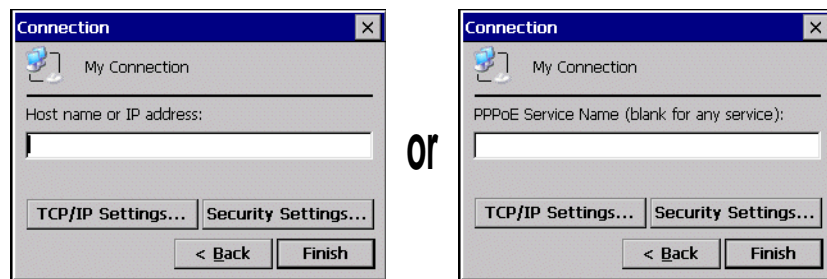 Connection
My Connection
Host name or IP address:
TCP/IP Settings... Security Settings...
< Back Finish
or
Connection
My Connection
PPPoE Service Name (blank for any service):
TCP/IP Settings... Security Settings...
< Back Finish